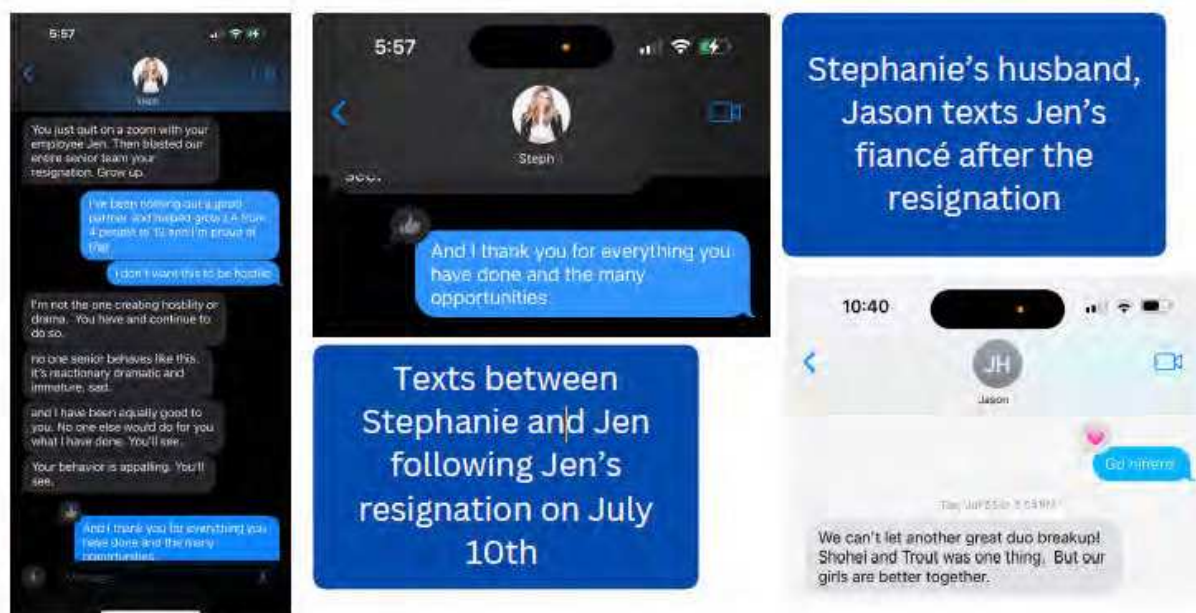 5:57
Steph
You just quit on a zoom with your
employee Jen. Then blasted our
entire senior team your
resignation. Grow up.
I've been nothing but a good
partner and helped grow LA from
4 people to 19 and I'm proud of
that
I don't want this to be hostile
I'm not the one creating hostility or
drama. You have and continue to
do so.
no one senior behaves like this.
it's reactionary dramatic and
immature. sad.
and I have been equally good to
you. No one else would do for you
what I have done. You'll see.
Your behavior is appalling. You'll
see.
And I thank you for everything you
have done and the many
opportunities
5:57
Steph
see.
And I thank you for everything you
have done and the many
opportunities
Texts between
Stephanie and Jen
following Jen's
resignation on July
10th
Stephanie's husband,
Jason texts Jen's
fiancé after the
resignation
10:40
JH
Jason
Go
We can't let another great duo breakup!
Shohei and Trout was one thing. But our
girls are better together.